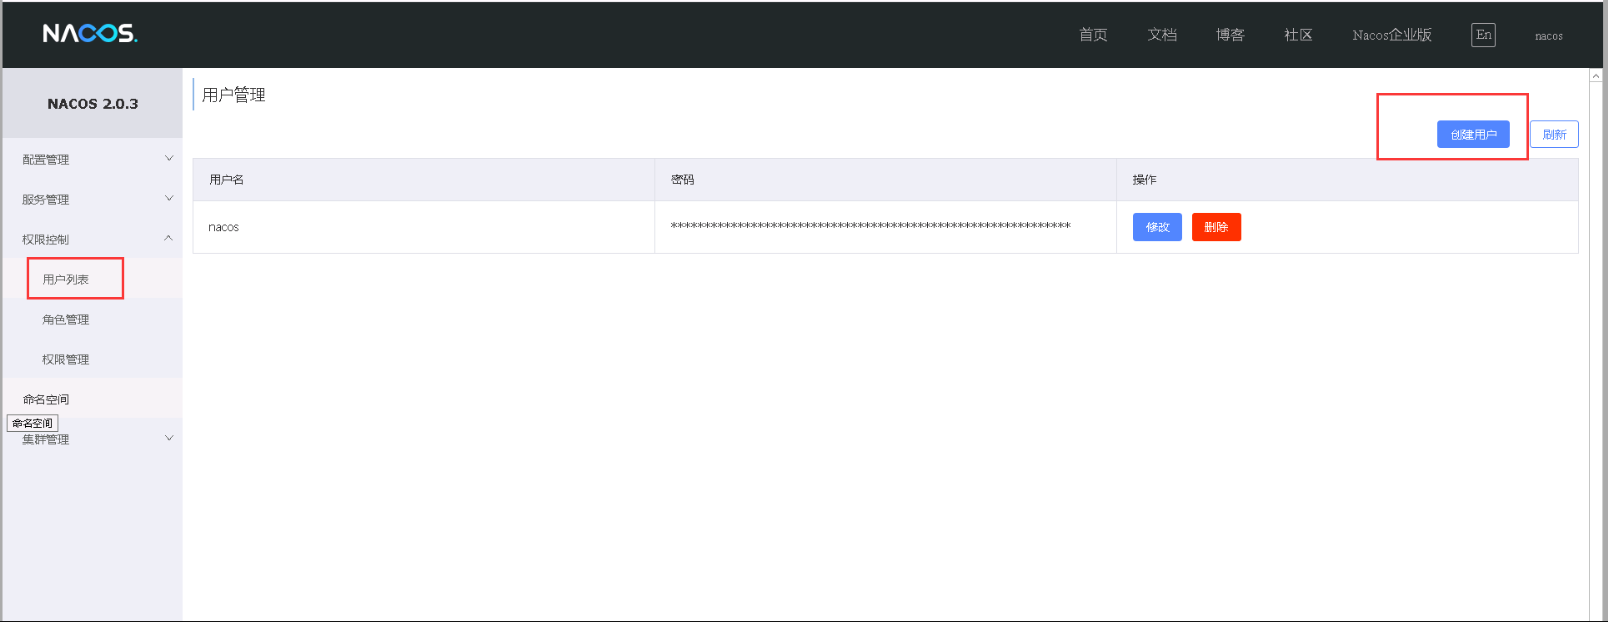 NACOS.
首页
文档
博客
社区
Nacos企业版
En
nacos
NACOS 2.0.3
配置管理
服务管理
权限控制
用户列表
角色管理
权限管理
命名空间
命名空间
集群管理
用户管理
创建用户
刷新
用户名
密码
操作
nacos
************************************************************
修改
删除